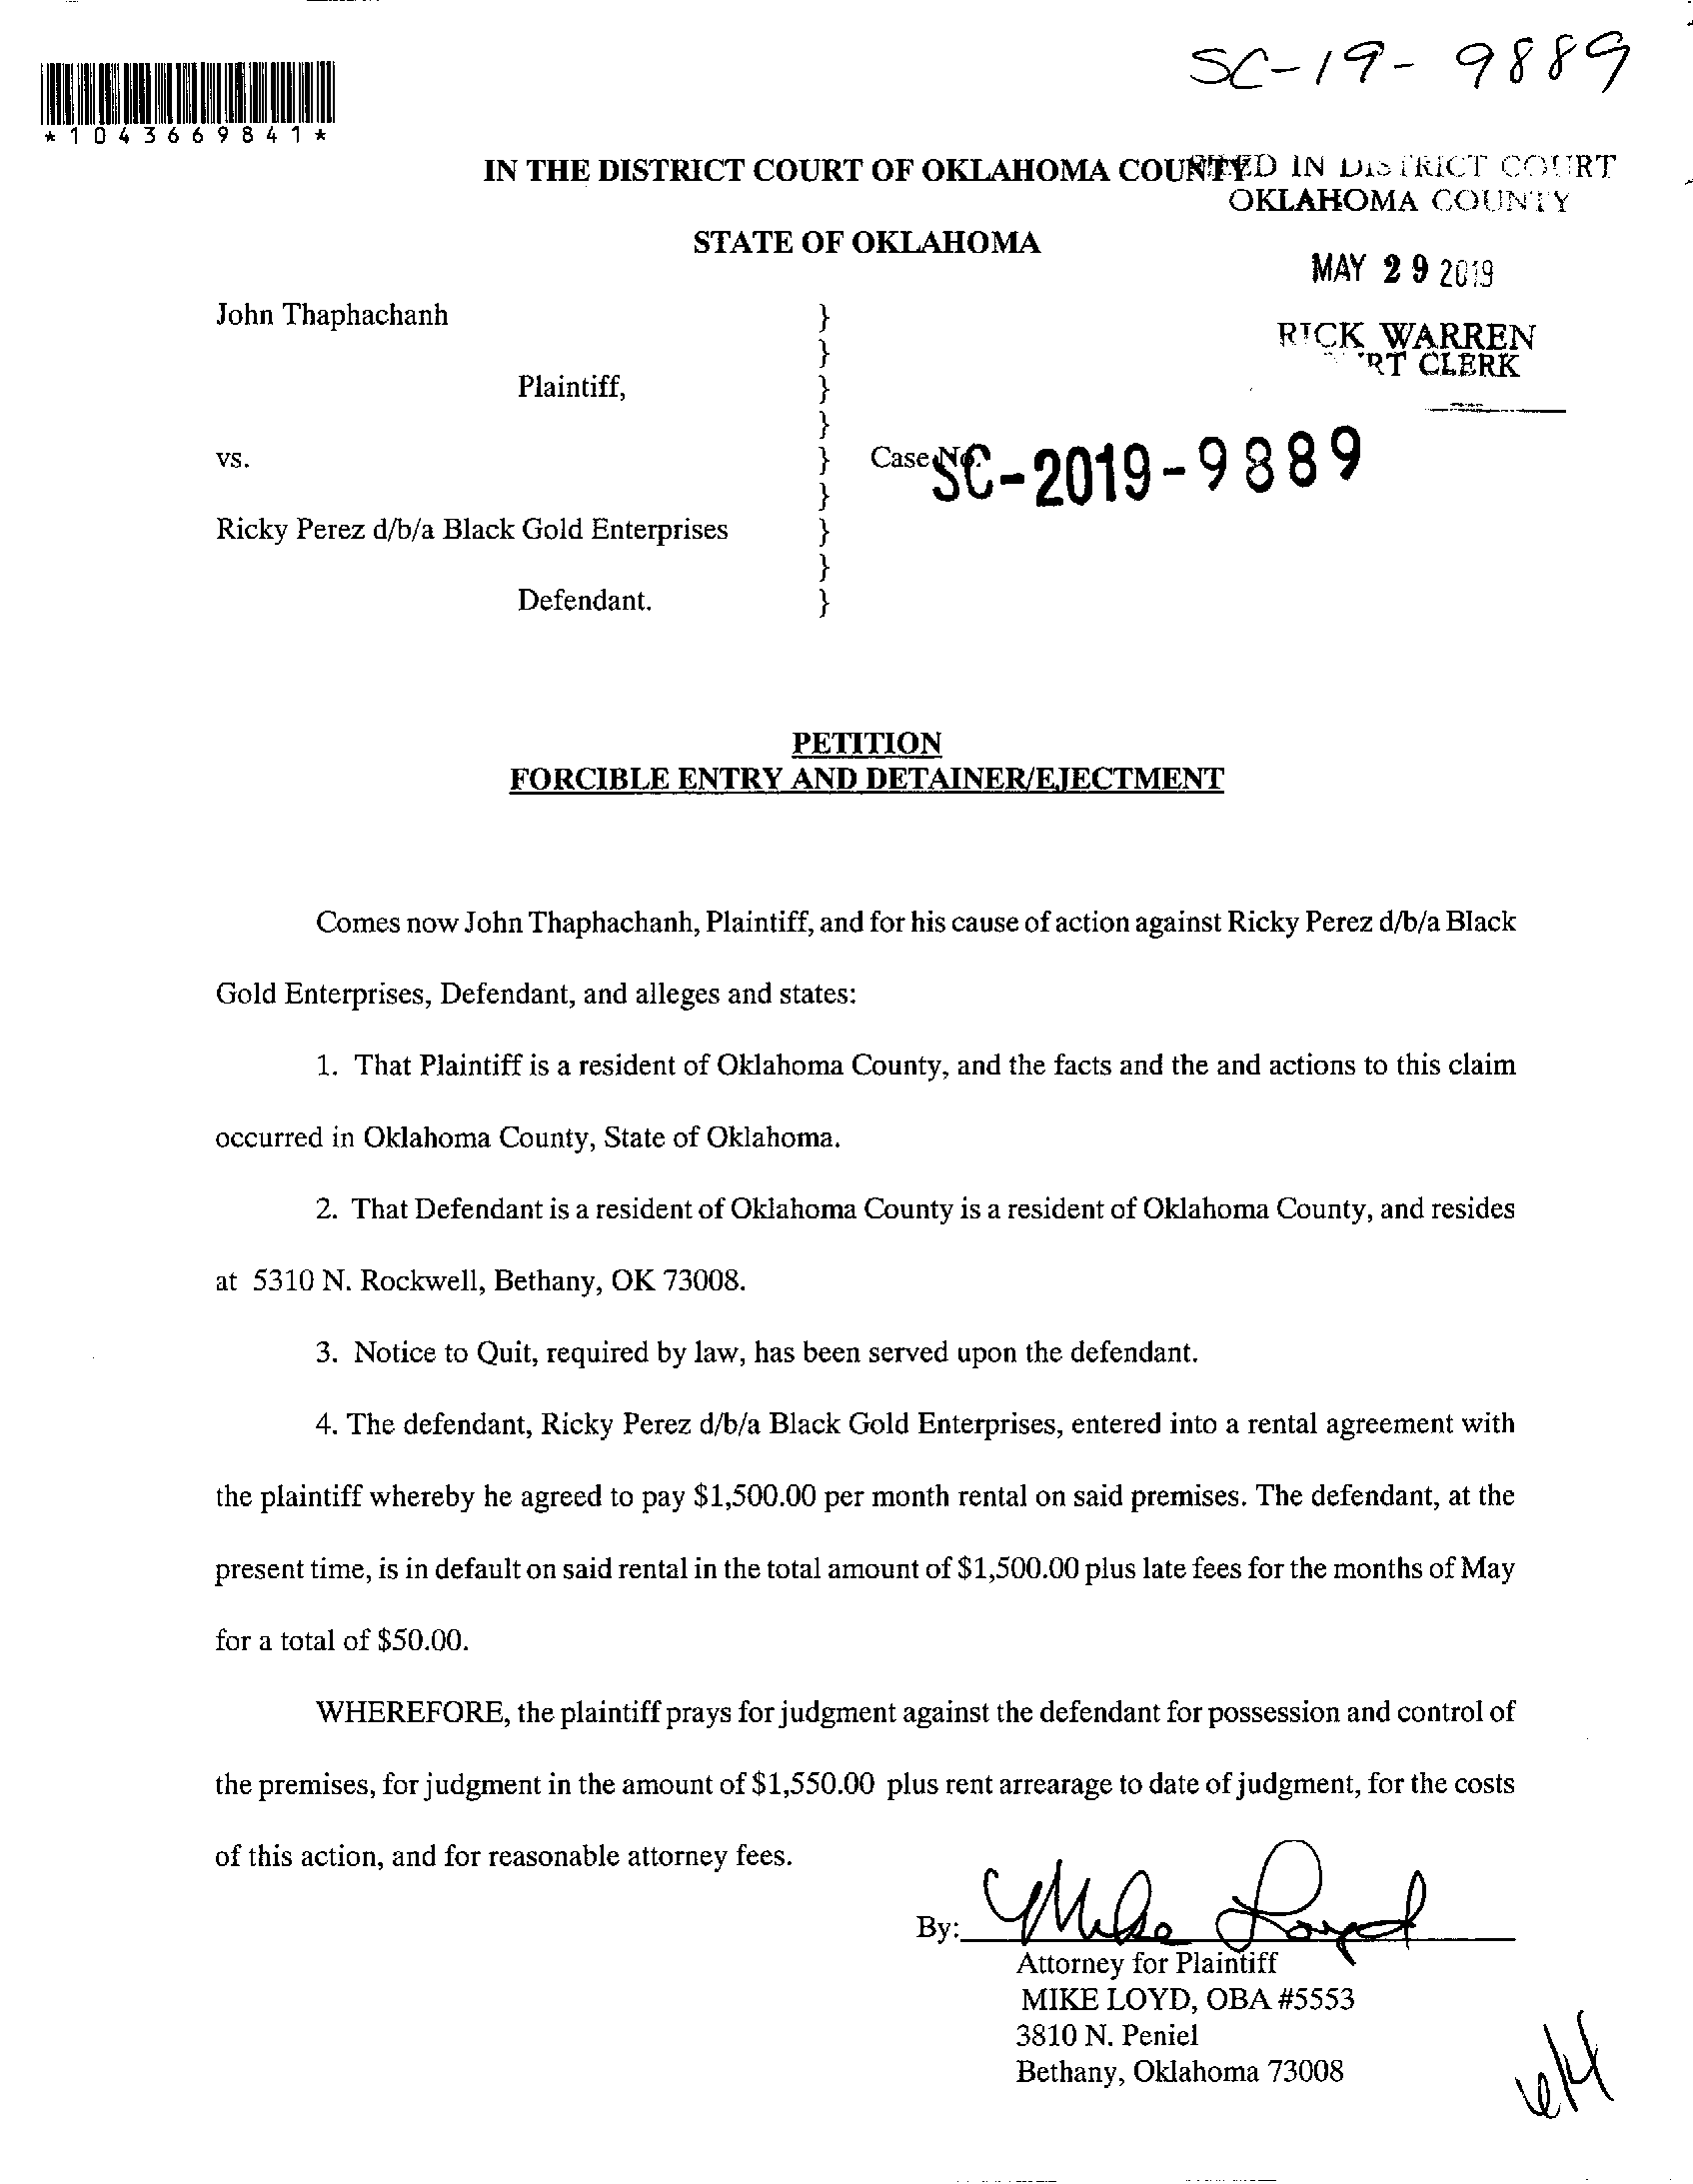 SC-19-9889
*1043669841*
IN THE DISTRICT COURT OF OKLAHOMA COUNTY
IN DISTRICT COURT
OKLAHOMA COUNTY
STATE OF OKLAHOMA
MAY 29 2019
John Thaphachanh }
}
RICK WARREN
CLERK
Plaintiff, }
}
vs. } Case No.
SC-2019-9889
}
Ricky Perez d/b/a Black Gold Enterprises }
}
Defendant. }
PETITION
FORCIBLE ENTRY AND DETAINER/EJECTMENT
Comes now John Thaphachanh, Plaintiff, and for his cause of action against Ricky Perez d/b/a Black
Gold Enterprises, Defendant, and alleges and states:
1. That Plaintiff is a resident of Oklahoma County, and the facts and the and actions to this claim
occurred in Oklahoma County, State of Oklahoma.
2. That Defendant is a resident of Oklahoma County is a resident of Oklahoma County, and resides
at 5310 N. Rockwell, Bethany, OK 73008.
3. Notice to Quit, required by law, has been served upon the defendant.
4. The defendant, Ricky Perez d/b/a Black Gold Enterprises, entered into a rental agreement with
the plaintiff whereby he agreed to pay $1,500.00 per month rental on said premises. The defendant, at the
present time, is in default on said rental in the total amount of $1,500.00 plus late fees for the months of May
for a total of $50.00.
WHEREFORE, the plaintiff prays for judgment against the defendant for possession and control of
the premises, for judgment in the amount of $1,550.00 plus rent arrearage to date of judgment, for the costs
of this action, and for reasonable attorney fees.
By: Mike Loyd
Attorney for Plaintiff
MIKE LOYD, OBA #5553
3810 N. Peniel
Bethany, Oklahoma 73008